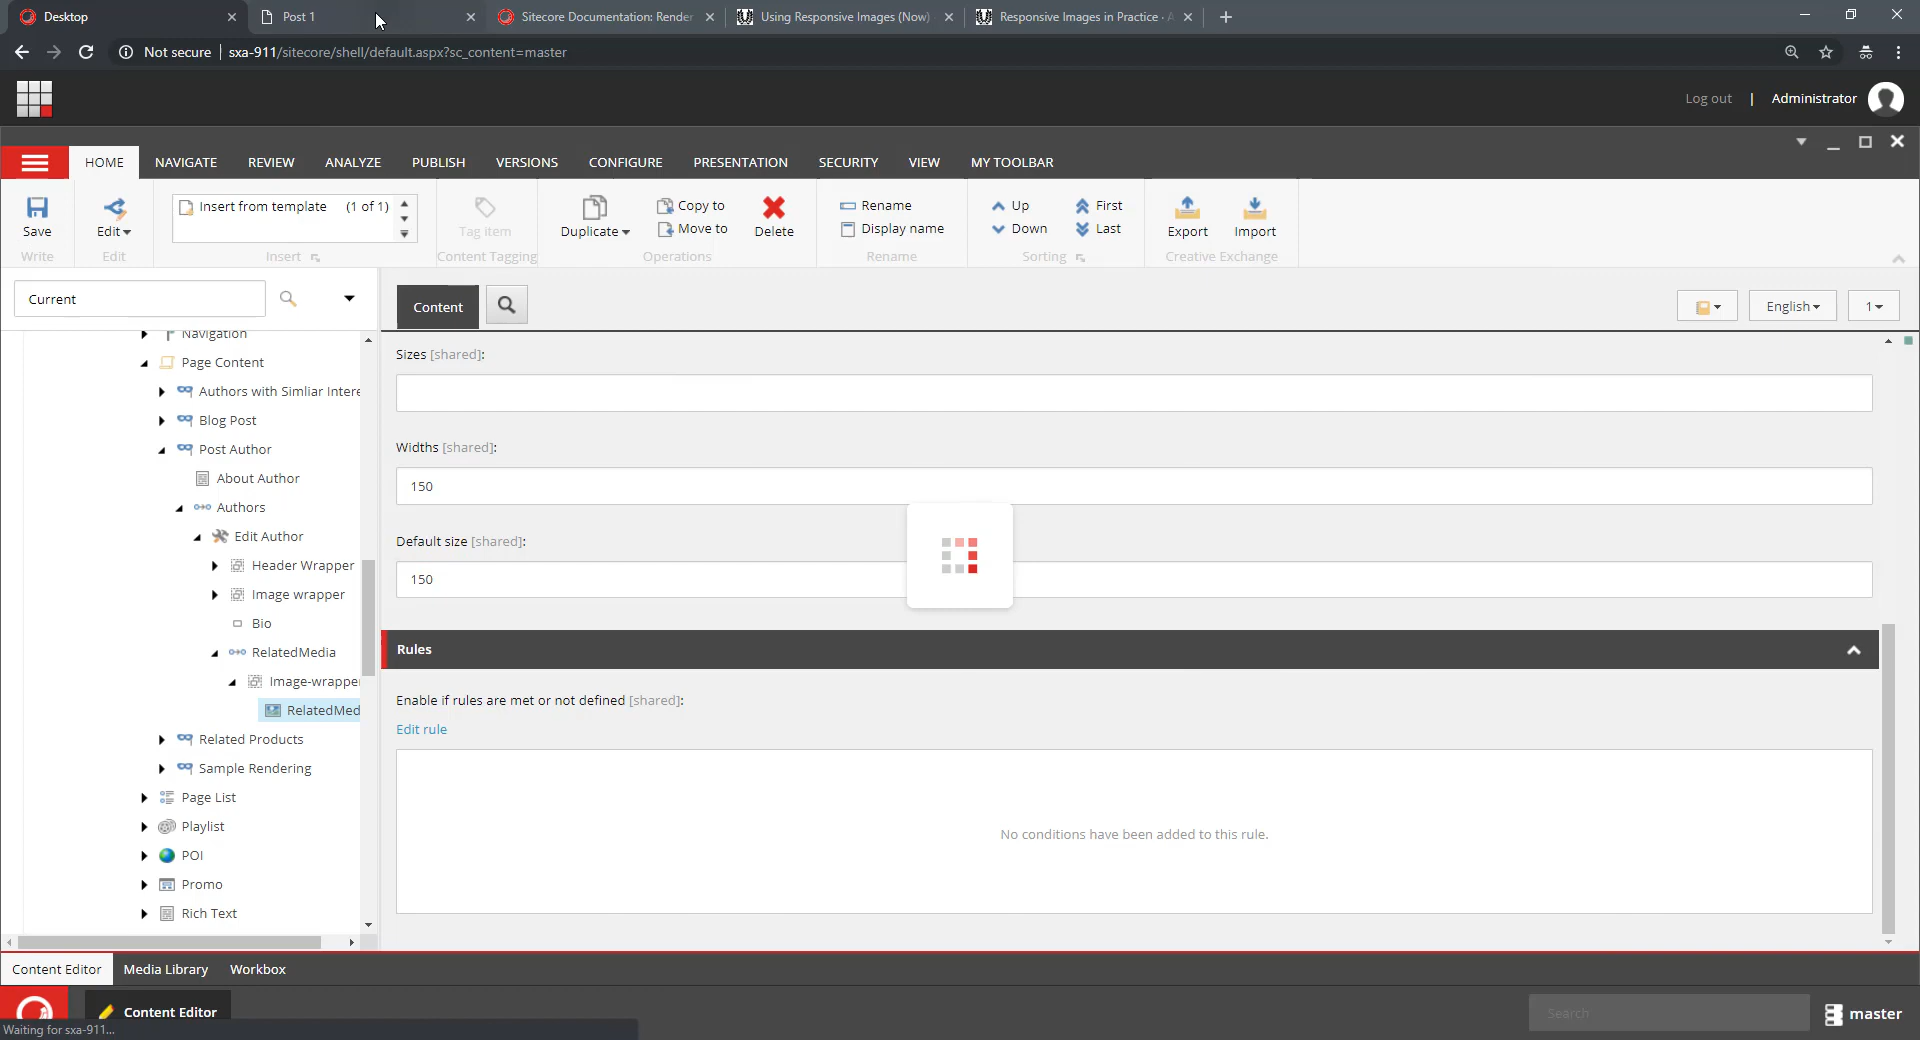 Desktop
Post 1
Sitecore Documentation: Render
Using Responsive Images (Now)
Responsive Images in Practice ·
Not secure | sxa-911/sitecore/shell/default.aspx?sc_content=master
Log out | Administrator
HOME NAVIGATE REVIEW ANALYZE PUBLISH VERSIONS CONFIGURE PRESENTATION SECURITY VIEW MY TOOLBAR
Save
Write
Edit
Edit
Insert from template (1 of 1)
Insert
Tag item
Content Tagging
Duplicate
Copy to
Move to
Delete
Operations
Rename
Display name
Rename
Up
Down
First
Last
Sorting
Export
Import
Creative Exchange
Current
Content
English
1
Navigation
Page Content
Authors with Simliar Intere
Blog Post
Post Author
About Author
Authors
Edit Author
Header Wrapper
Image wrapper
Bio
RelatedMedia
Image-wrappe
RelatedMed
Related Products
Sample Rendering
Page List
Playlist
POI
Promo
Rich Text
Sizes [shared]:
Widths [shared]:
150
Default size [shared]:
150
Rules
Enable if rules are met or not defined [shared]:
Edit rule
No conditions have been added to this rule.
Content Editor Media Library Workbox
Content Editor
Search
master
Waiting for sxa-911...